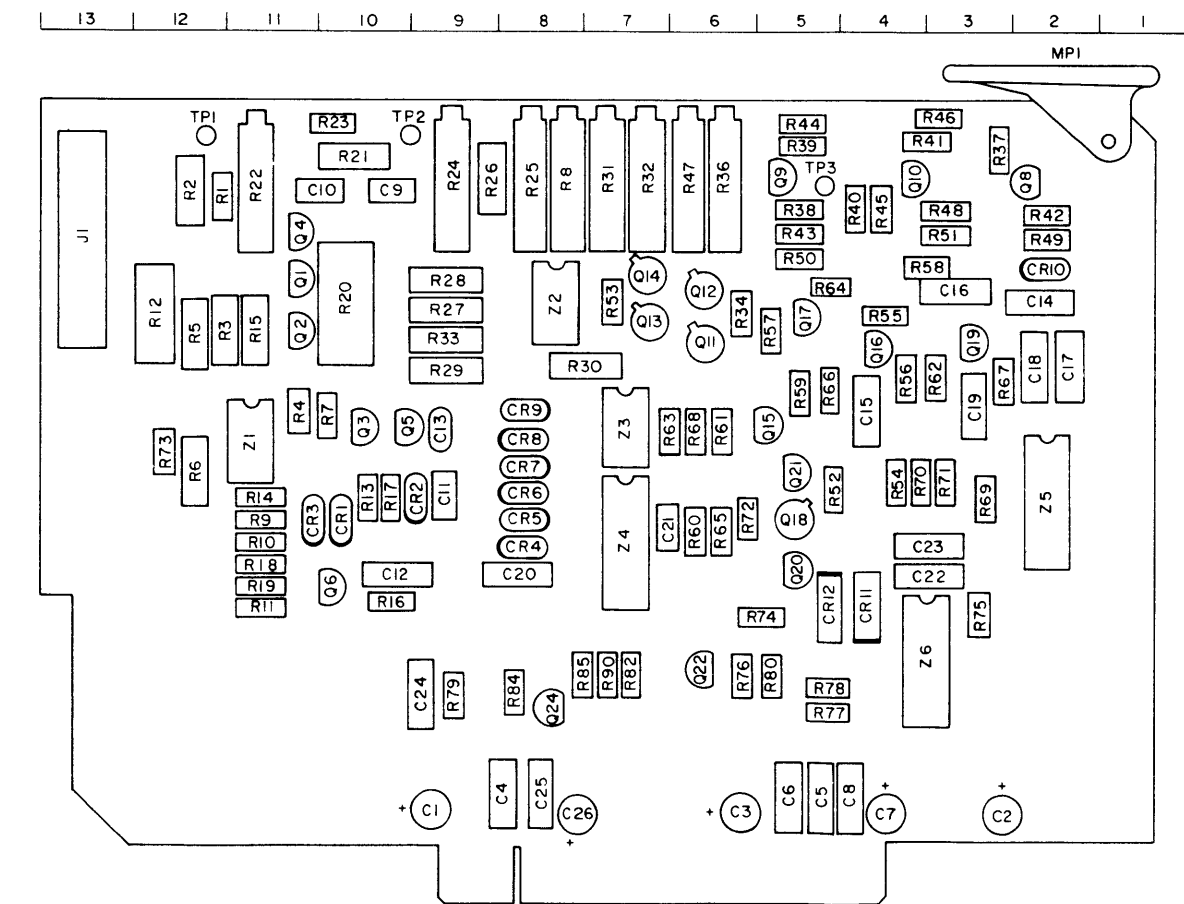 13 12 11 10 9 8 7 6 5 4 3 2 1
MP1
TP1 R23 TP2 R44 R46
R39 R41 R37
R2 R1 R22 R21 R24 R26 R25 R8 R31 R32 R47 R36 Q9 TP3 Q10 Q8
C10 C9 R40 R45
J1 Q4 R38 R48 R42
R43 R51 R49
R50 R58 CR10
Q1 R20 R28 Z2 R53 Q14 Q12 R64 C16 C14
R12 R5 R3 R15 Q2 R27 Q13 R34 R57 Q17 R55
R33 Q11 Q16 Q19 C18 C17
R29 R30 R59 R66 C15 R56 R62 C19 R67
R4 R7 Q3 Q5 C13 CR9 Z3 R63 R68 R61 Q15
R73 R6 Z1 CR8
CR7 Q21
R14 CR3 CR1 R13 R17 CR2 C11 CR6 R52 R54 R70 R71 R69 Z5
R9 CR5 Z4 C21 R60 R65 R72 Q18
R10 CR4 C23
R18 C12 C20 Q20 C22
R19 Q6
R11 R16 R74 CR12 CR11 R75
Z6
C24 R79 R84 Q24 R85 R90 R82 Q22 R76 R80 R78
R77
C4 C25 C6 C5 C8 + +
+ C1 C26 + C3 C7 C2
+